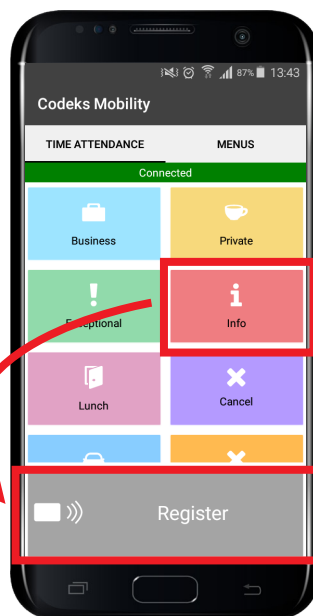 87% 13:43
Codeks Mobility
TIME ATTENDANCE MENUS
Connected
Business Private
Exceptional Info
Lunch Cancel
Register